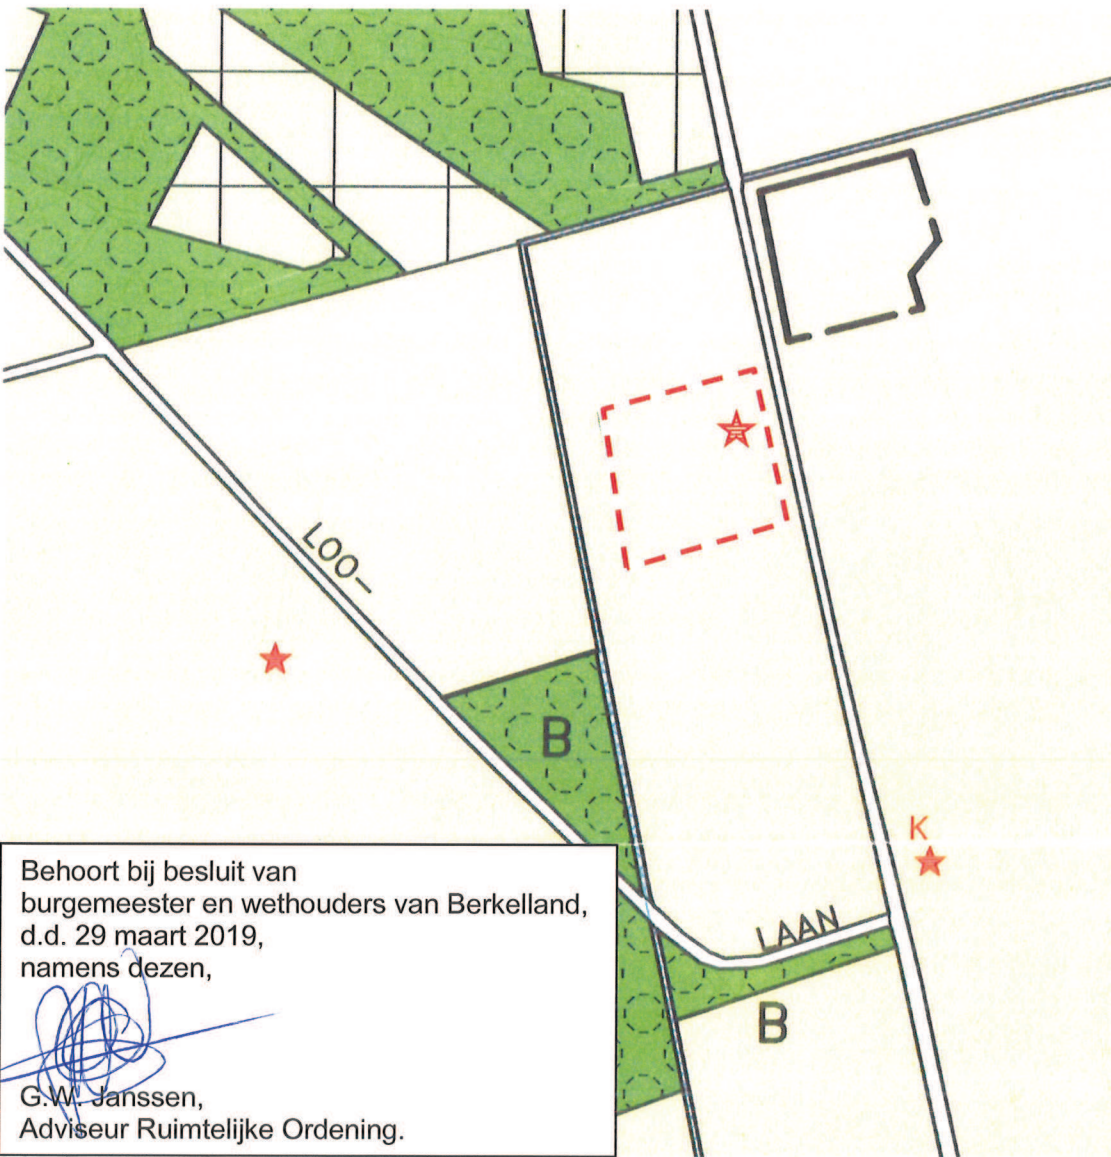 LOO-
B
K
LAAN
B
Behoort bij besluit van
burgemeester en wethouders van Berkelland,
d.d. 29 maart 2019,
namens dezen,
G.W. Janssen,
Adviseur Ruimtelijke Ordening.